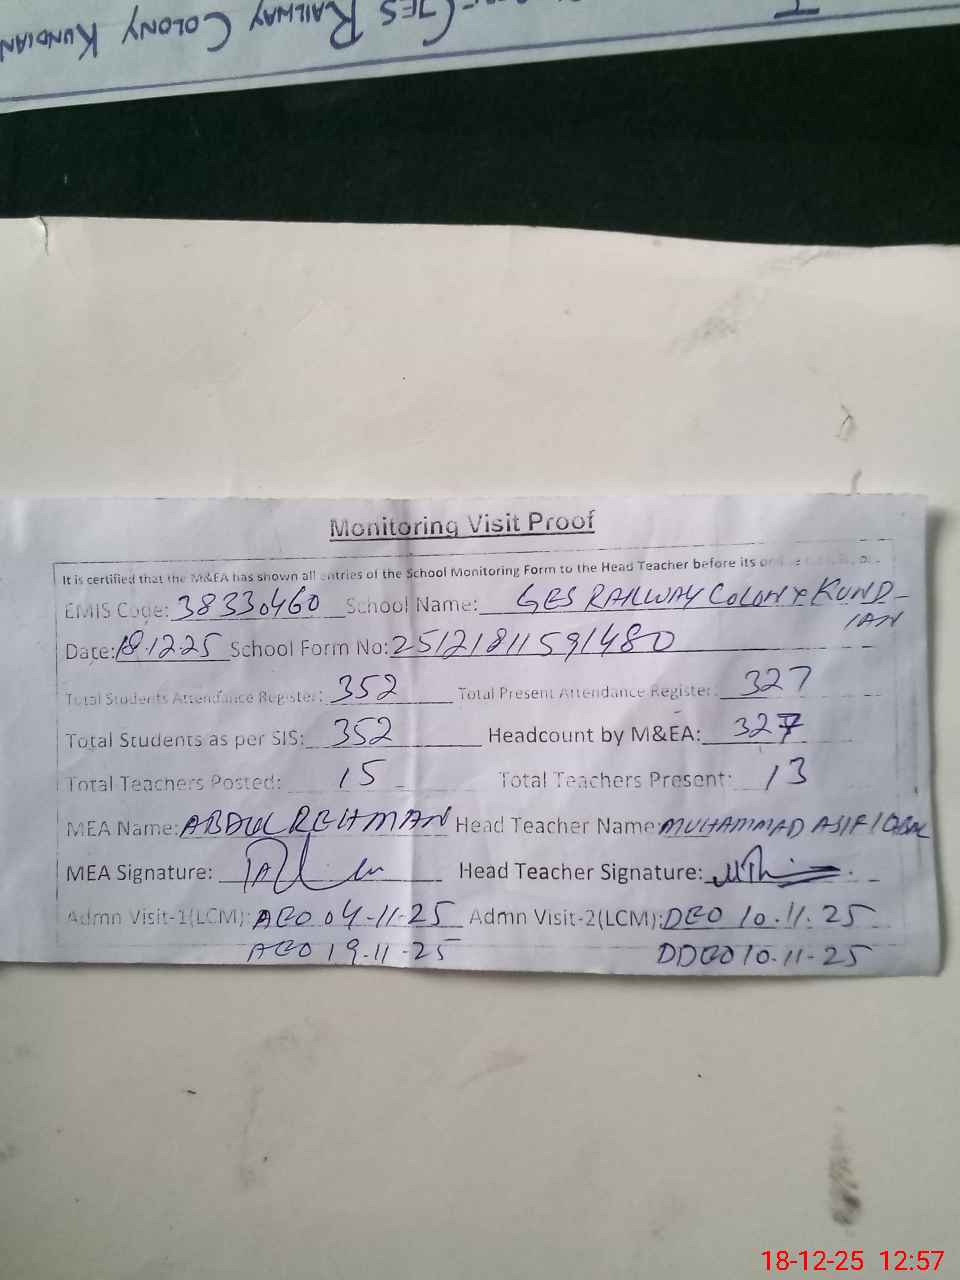 GES RAILWAY COLONY KUNDIAN
Monitoring Visit Proof
It is certified that the M&EA has shown all entries of the School Monitoring Form to the Head Teacher before its
EMIS Code: 38330460 School Name: GES RAILWAY COLONY KUND-
IAN
Date: 18.12.25 School Form No: 25121811591480
Total Students Attendance Register: 352 Total Present Attendance Register: 327
Total Students as per SIS: 352 Headcount by M&EA: 327
Total Teachers Posted: 15 Total Teachers Present: 13
MEA Name: ABDUL REHMAN Head Teacher Name: MUHAMMAD ASIF IQBAL
MEA Signature: Head Teacher Signature:
Admn Visit-1(LCM): AEO 04-11-25 Admn Visit-2(LCM): DEO 10.11.25
AEO 19.11-25 DDEO 10.11-25
18-12-25 12:57